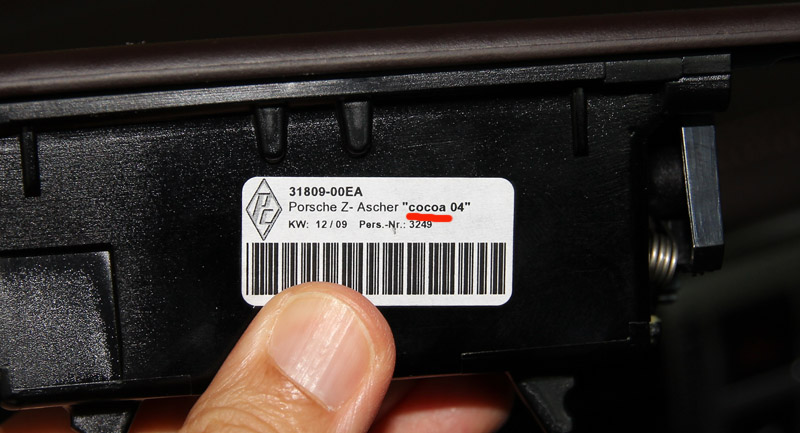 31809-00EA
Porsche Z- Ascher "cocoa 04"
KW: 12 / 09 Pers.-Nr.: 3249